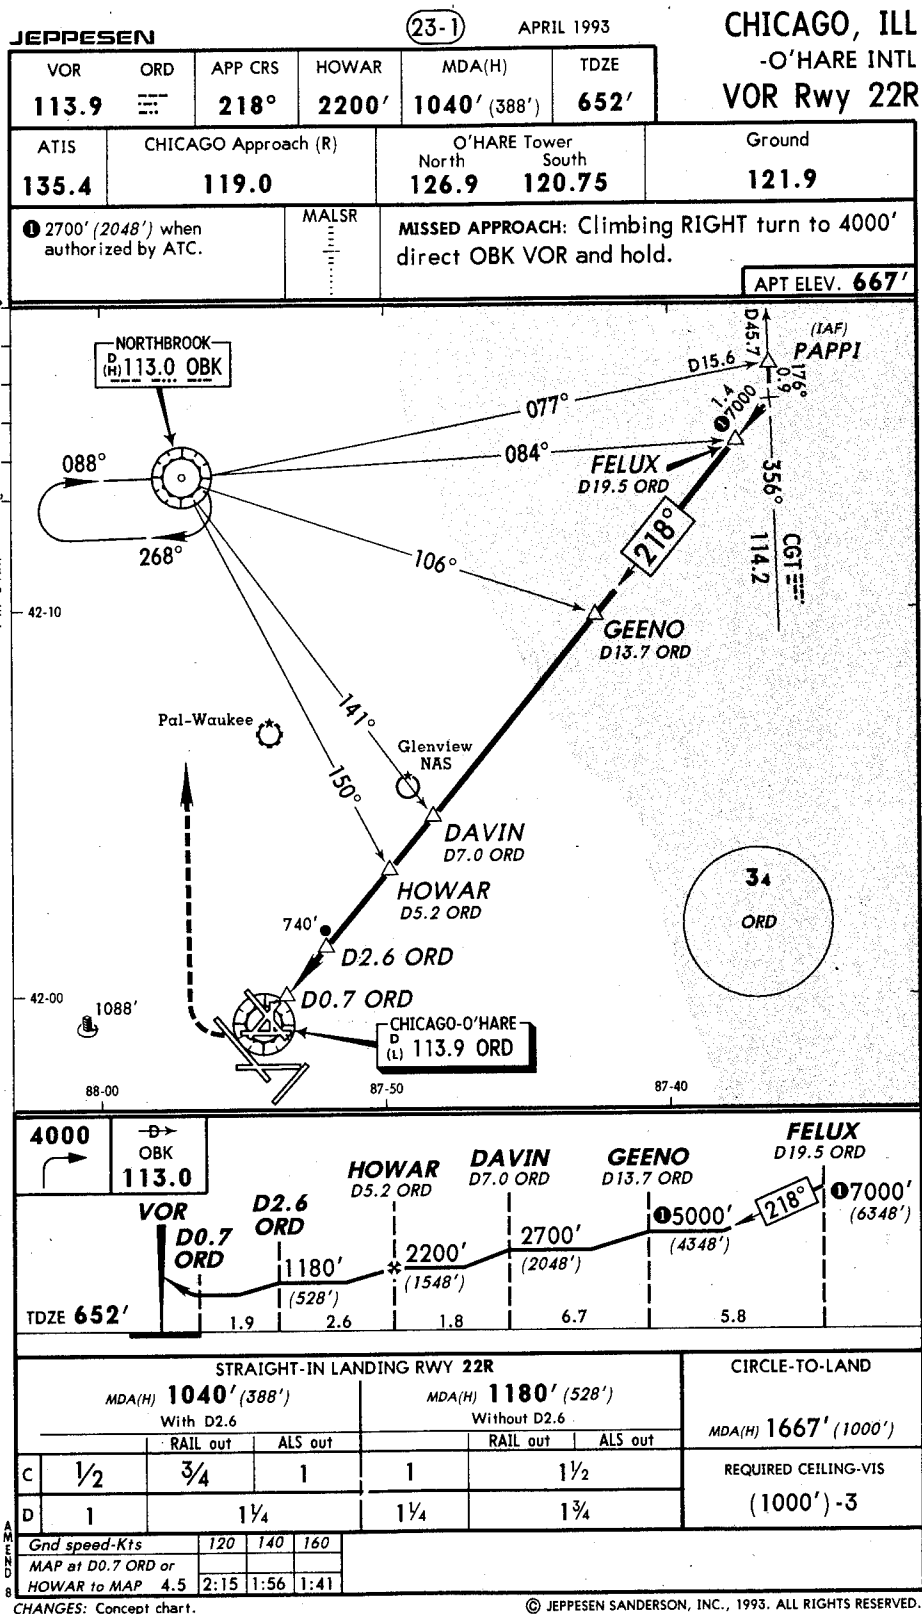 JEPPESEN
23-1
APRIL 1993
CHICAGO, ILL
-O'HARE INTL
VOR Rwy 22R
VOR ORD
113.9
APP CRS
218°
HOWAR
2200'
MDA(H)
1040' (388')
TDZE
652'
ATIS
135.4
CHICAGO Approach (R)
119.0
O'HARE Tower
North South
126.9 120.75
Ground
121.9
1 2700' (2048') when
authorized by ATC.
MALSR
MISSED APPROACH: Climbing RIGHT turn to 4000'
direct OBK VOR and hold.
APT ELEV. 667'
NORTHBROOK
D
(H) 113.0 OBK
D45.7
(IAF)
PAPPI
D15.6
176°
0.9
1.4
1 7000
077°
084°
088°
268°
FELUX
D19.5 ORD
356°
218°
CGT
114.2
106°
42-10
GEENO
D13.7 ORD
141°
150°
Pal-Waukee
Glenview
NAS
DAVIN
D7.0 ORD
HOWAR
D5.2 ORD
34
ORD
740'
D2.6 ORD
42-00
D0.7 ORD
1088'
CHICAGO-O'HARE
D
(L) 113.9 ORD
88-00
87-50
87-40
4000
D
OBK
113.0
FELUX
D19.5 ORD
GEENO
D13.7 ORD
DAVIN
D7.0 ORD
HOWAR
D5.2 ORD
D2.6
ORD
VOR
D0.7
ORD
1 7000'
(6348')
218°
1 5000'
(4348')
2700'
(2048')
2200'
(1548')
1180'
(528')
TDZE 652'
1.9 2.6 1.8 6.7 5.8
STRAIGHT-IN LANDING RWY 22R
CIRCLE-TO-LAND
MDA(H) 1040' (388')
With D2.6
MDA(H) 1180' (528')
Without D2.6
MDA(H) 1667' (1000')
RAIL out ALS out RAIL out ALS out
C 1/2 3/4 1 1 1 1/2
REQUIRED CEILING-VIS
(1000') -3
D 1 1 1/4 1 1/4 1 3/4
AMEND 8
Gnd speed-Kts 120 140 160
MAP at D0.7 ORD or
HOWAR to MAP 4.5 2:15 1:56 1:41
CHANGES: Concept chart.
© JEPPESEN SANDERSON, INC., 1993. ALL RIGHTS RESERVED.